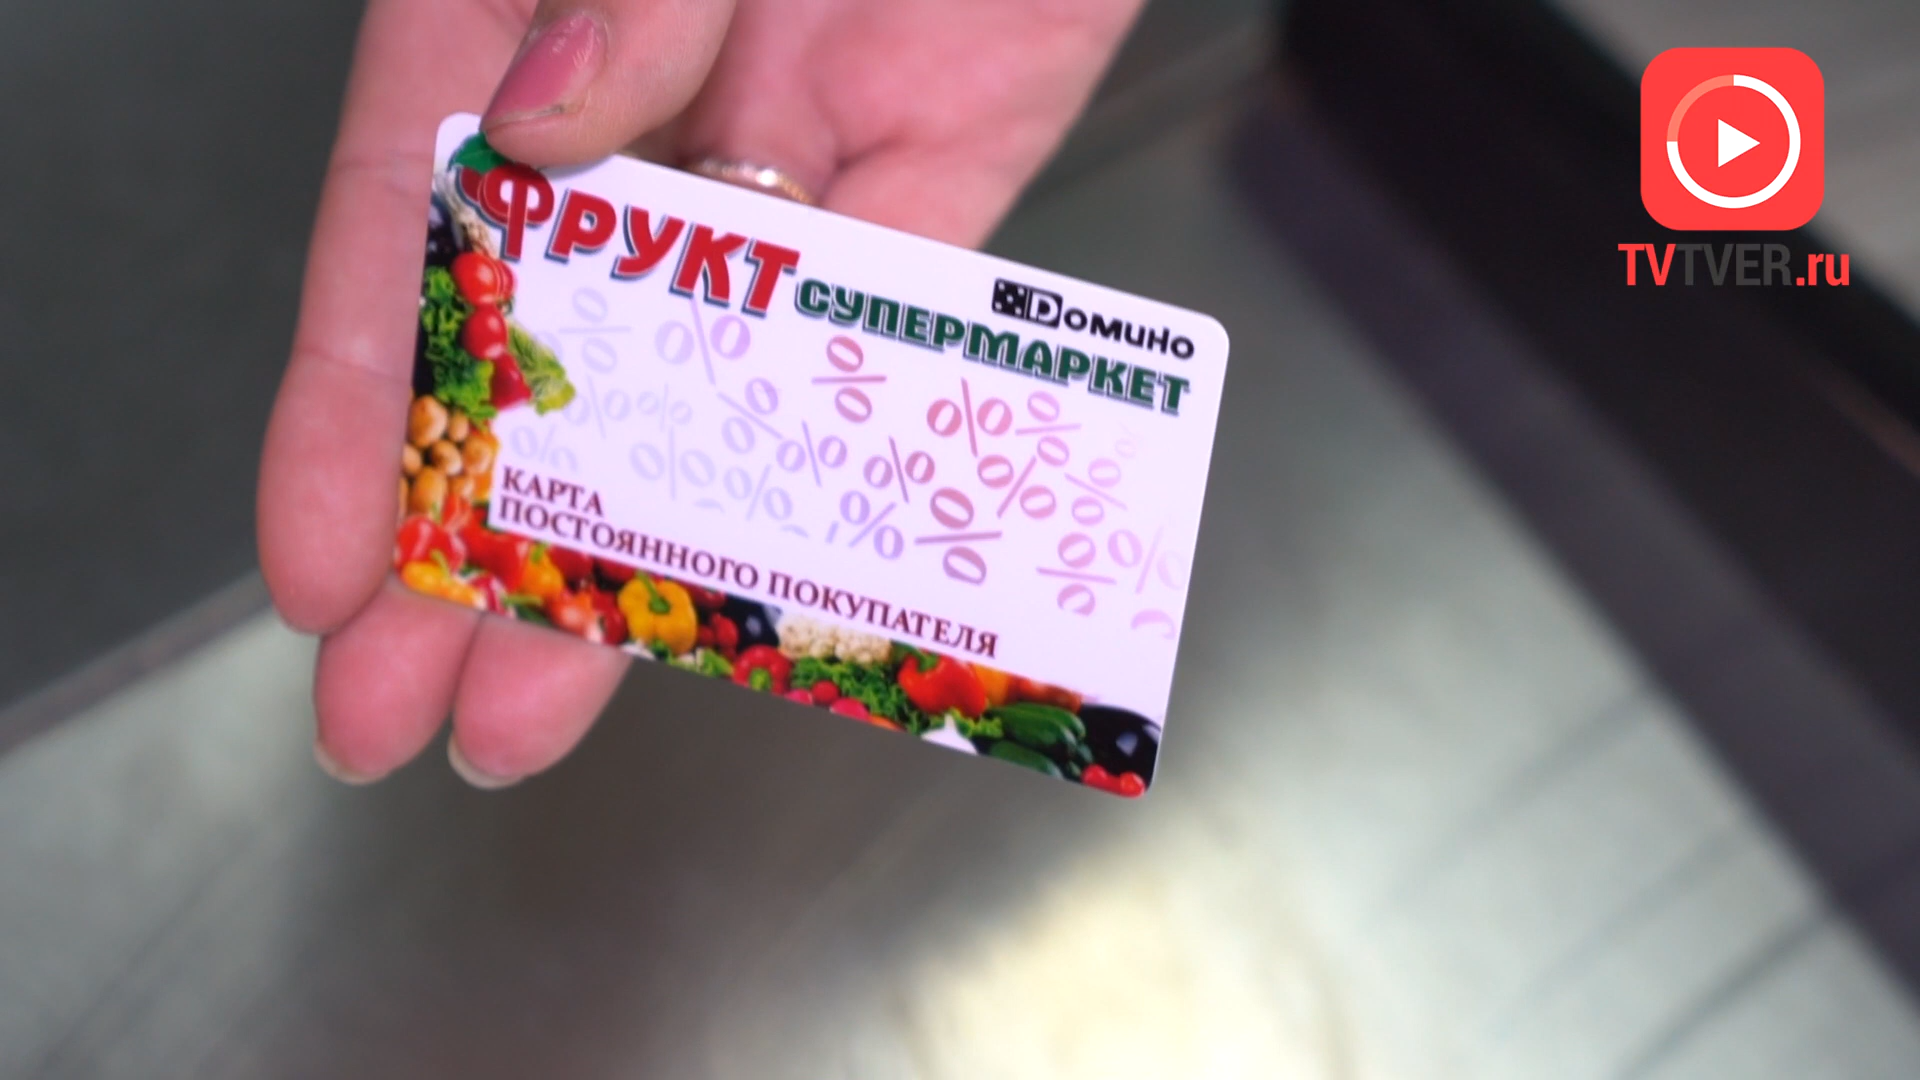 ФРУКТ
СУПЕРМАРКЕТ
Домино
КАРТА
ПОСТОЯННОГО ПОКУПАТЕЛЯ
TVTVER.ru